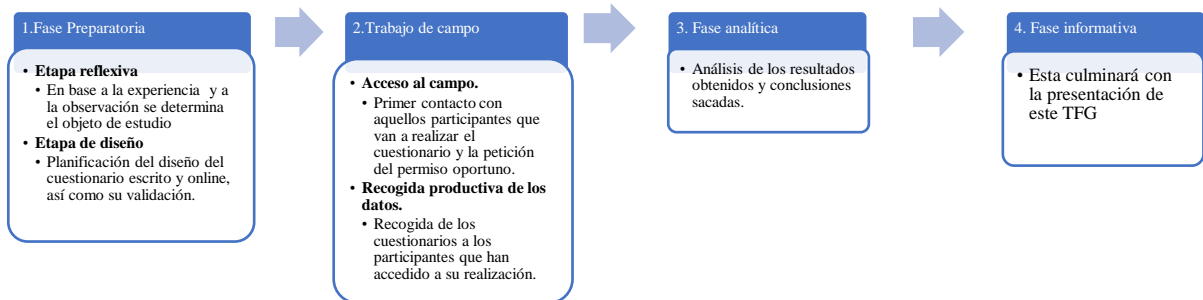 1.Fase Preparatoria
• Etapa reflexiva
• En base a la experiencia y a
la observación se determina
el objeto de estudio
• Etapa de diseño
• Planificación del diseño del
cuestionario escrito y online,
así como su validación.
2.Trabajo de campo
• Acceso al campo.
• Primer contacto con
aquellos participantes que
van a realizar el
cuestionario y la petición
del permiso oportuno.
• Recogida productiva de los
datos.
• Recogida de los
cuestionarios a los
participantes que han
accedido a su realización.
3. Fase analítica
• Análisis de los resultados
obtenidos y conclusiones
sacadas.
4. Fase informativa
• Esta culminará con
la presentación de
este TFG